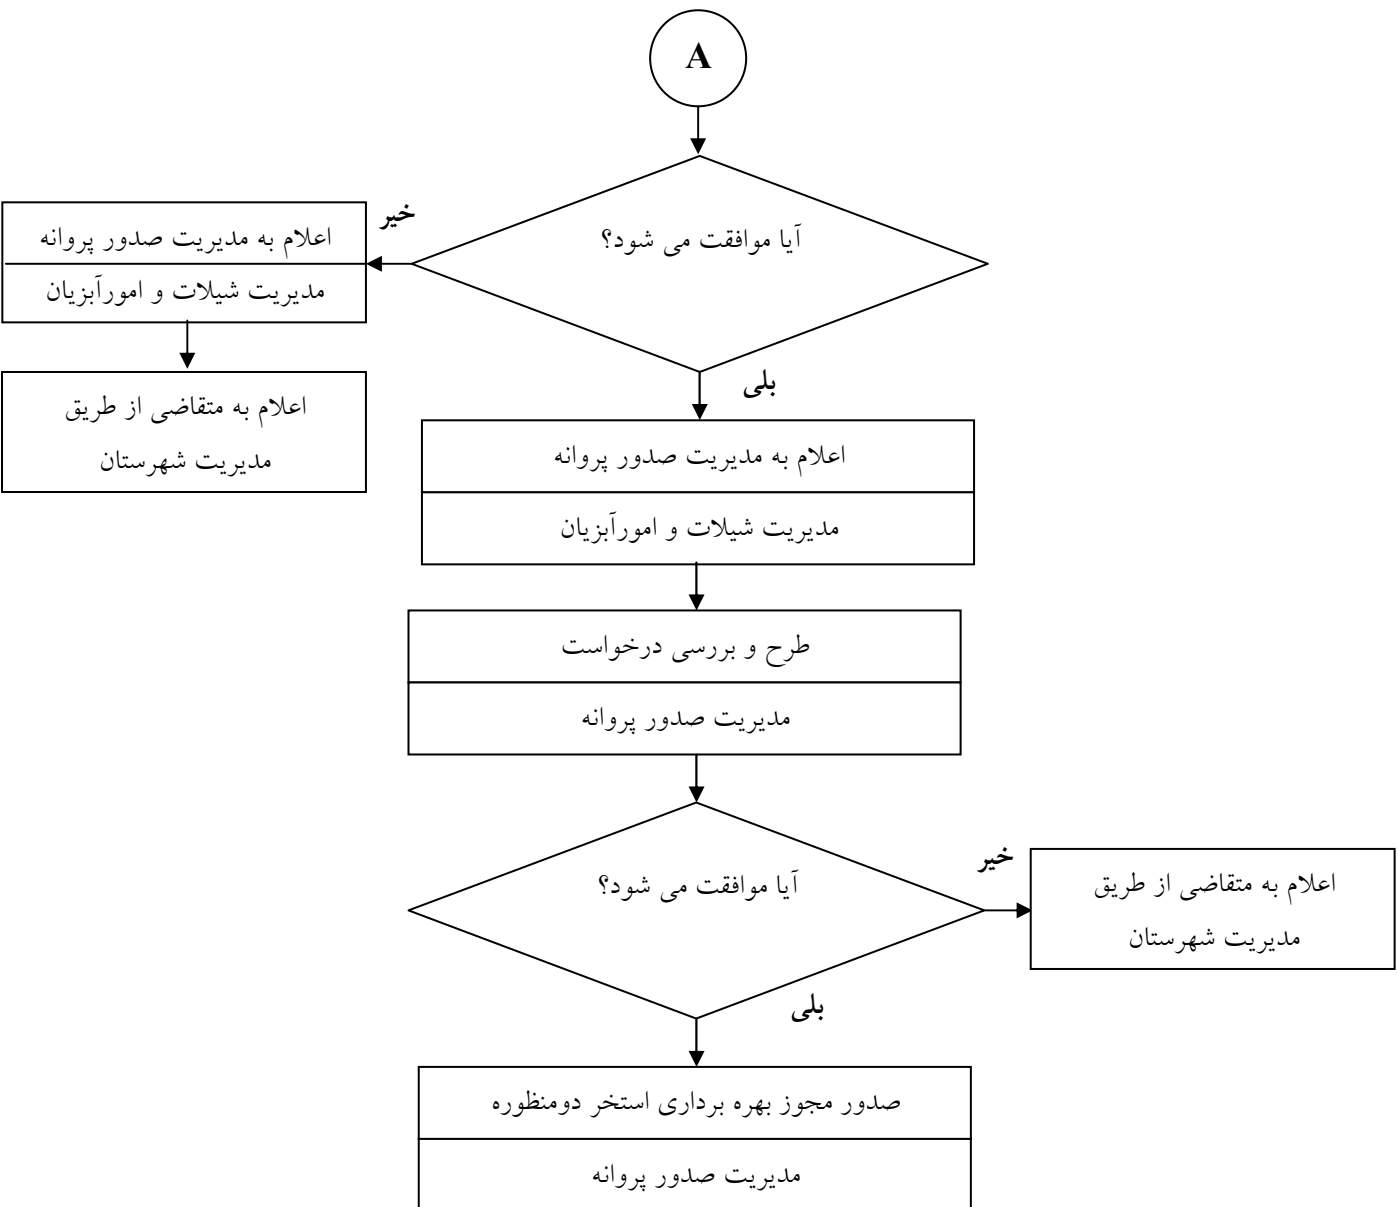 A
آیا موافقت می شود؟
خیر
اعلام به مدیریت صدور پروانه
مدیریت شیلات و امورآبزیان
اعلام به متقاضی از طریق
مدیریت شهرستان
بلی
اعلام به مدیریت صدور پروانه
مدیریت شیلات و امورآبزیان
طرح و بررسی درخواست
مدیریت صدور پروانه
آیا موافقت می شود؟
خیر
اعلام به متقاضی از طریق
مدیریت شهرستان
بلی
صدور مجوز بهره برداری استخر دومنظوره
مدیریت صدور پروانه